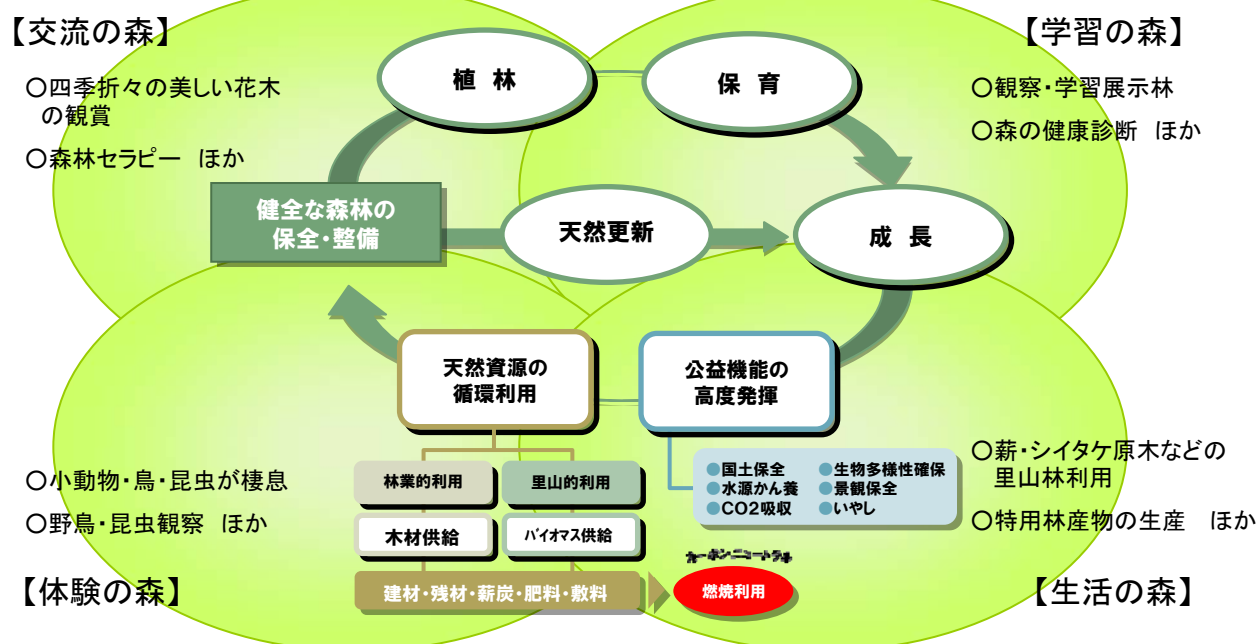 【交流の森】
〇四季折々の美しい花木
の観賞
〇森林セラピー ほか
【学習の森】
〇観察・学習展示林
〇森の健康診断 ほか
植 林
保 育
健全な森林の
保全・整備
天然更新
成 長
天然資源の
循環利用
公益機能の
高度発揮
林業的利用
里山的利用
木材供給
バイオマス供給
建材・残材・薪炭・肥料・敷料
カーボンニュートラル
燃焼利用
●国土保全
●水源かん養
●CO2吸収
●生物多様性確保
●景観保全
●いやし
〇小動物・鳥・昆虫が棲息
〇野鳥・昆虫観察 ほか
【体験の森】
〇薪・シイタケ原木などの
里山林利用
〇特用林産物の生産 ほか
【生活の森】